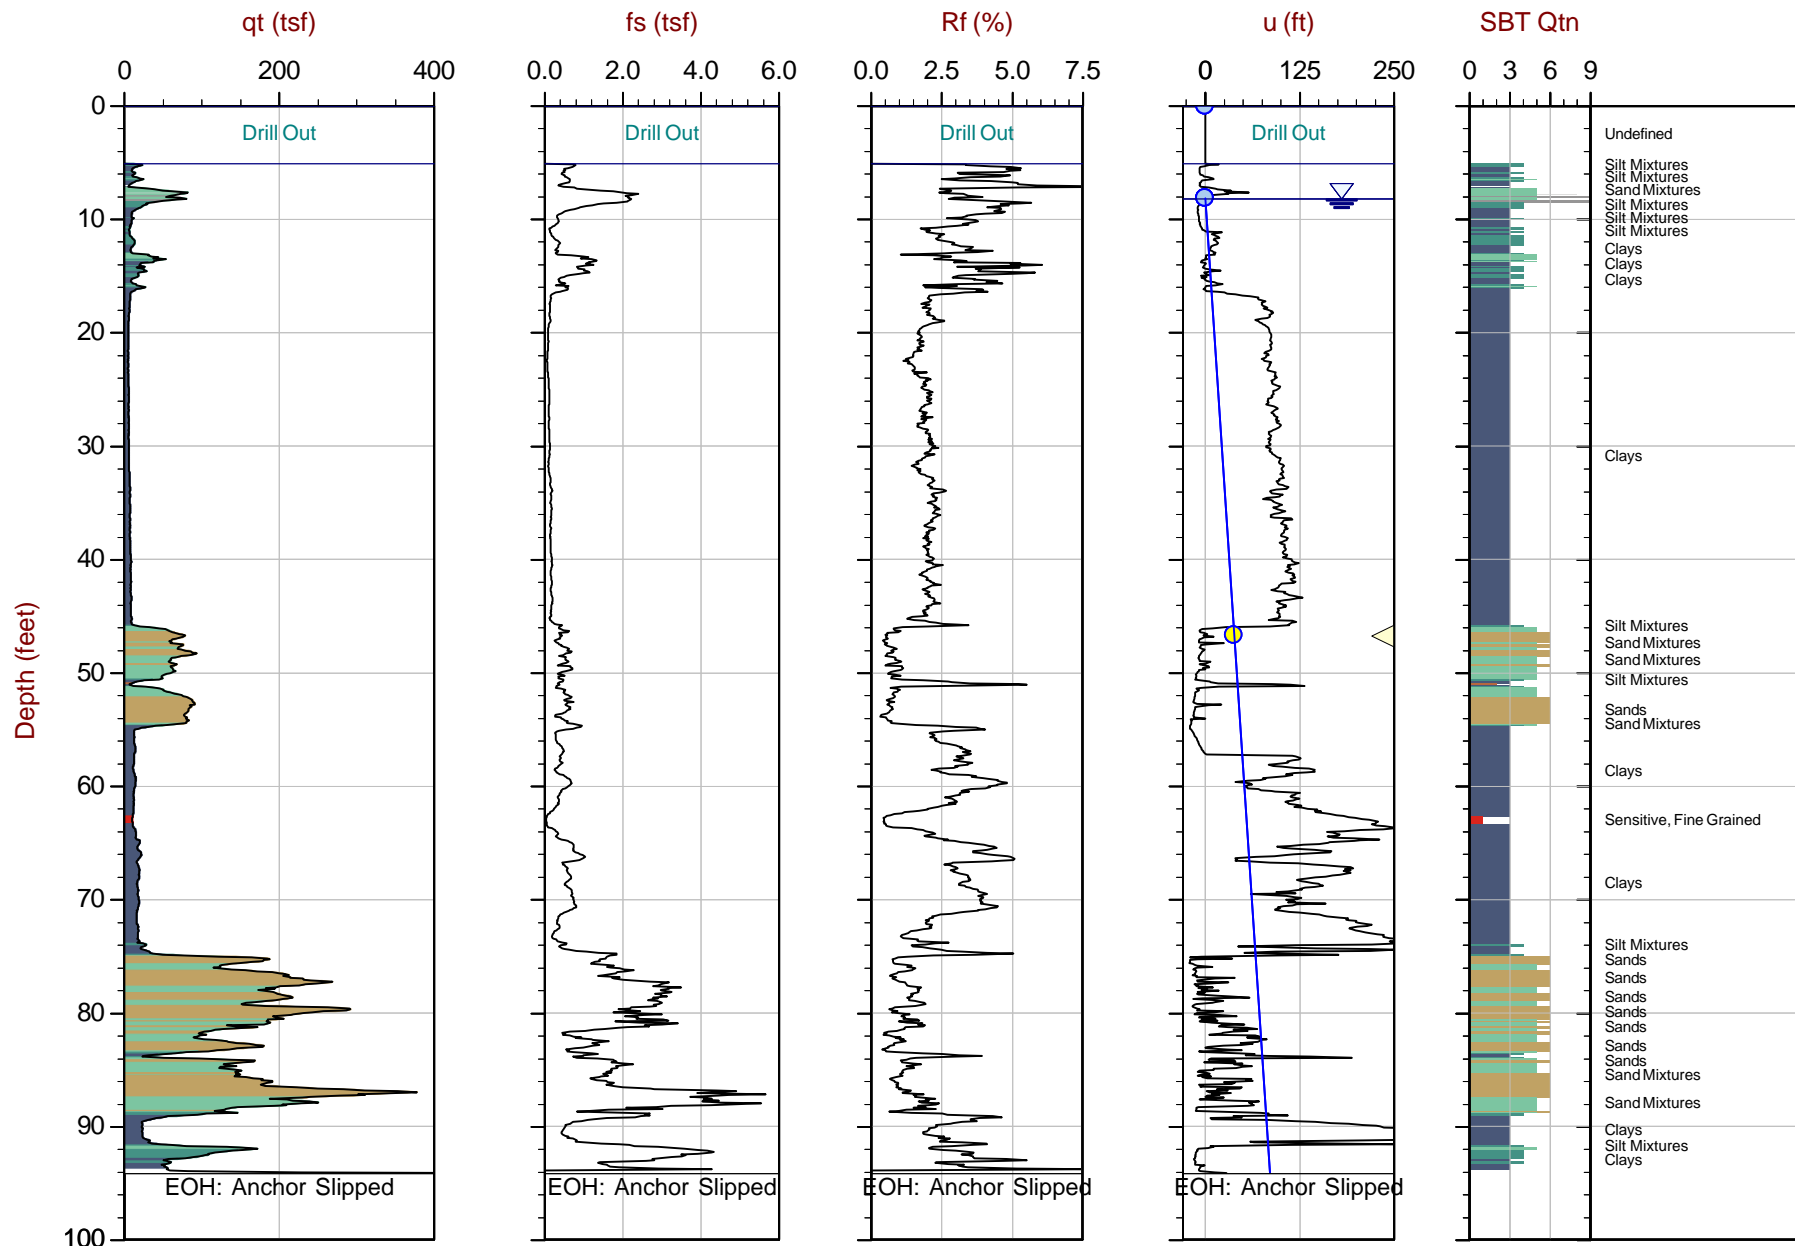 qt (tsf) fs (tsf) Rf (%) u (ft) SBT Qtn
0 200 400 0.0 2.0 4.0 6.0 0.0 2.5 5.0 7.5 0 125 250 0 3 6 9
Depth (feet)
0
10
20
30
40
50
60
70
80
90
100
Drill Out Drill Out Drill Out Drill Out
Undefined
Silt Mixtures
Silt Mixtures
Sand Mixtures
Silt Mixtures
Silt Mixtures
Silt Mixtures
Clays
Clays
Clays
Clays
Silt Mixtures
Sand Mixtures
Sand Mixtures
Silt Mixtures
Sands
Sand Mixtures
Clays
Sensitive, Fine Grained
Clays
Silt Mixtures
Sands
Sands
Sands
Sands
Sands
Sands
Sands
Sand Mixtures
Sand Mixtures
Clays
Silt Mixtures
Clays
EOH: Anchor Slipped EOH: Anchor Slipped EOH: Anchor Slipped EOH: Anchor Slipped